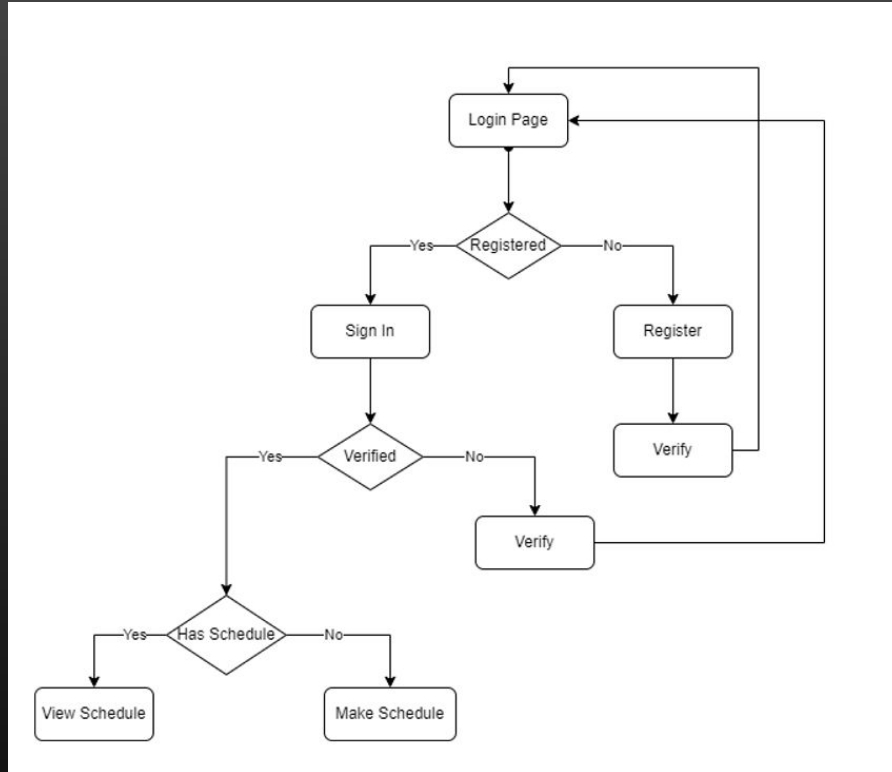 Login Page
Yes
Registered
No
Sign In
Register
Yes
Verified
No
Verify
Verify
Yes
Has Schedule
No
View Schedule
Make Schedule